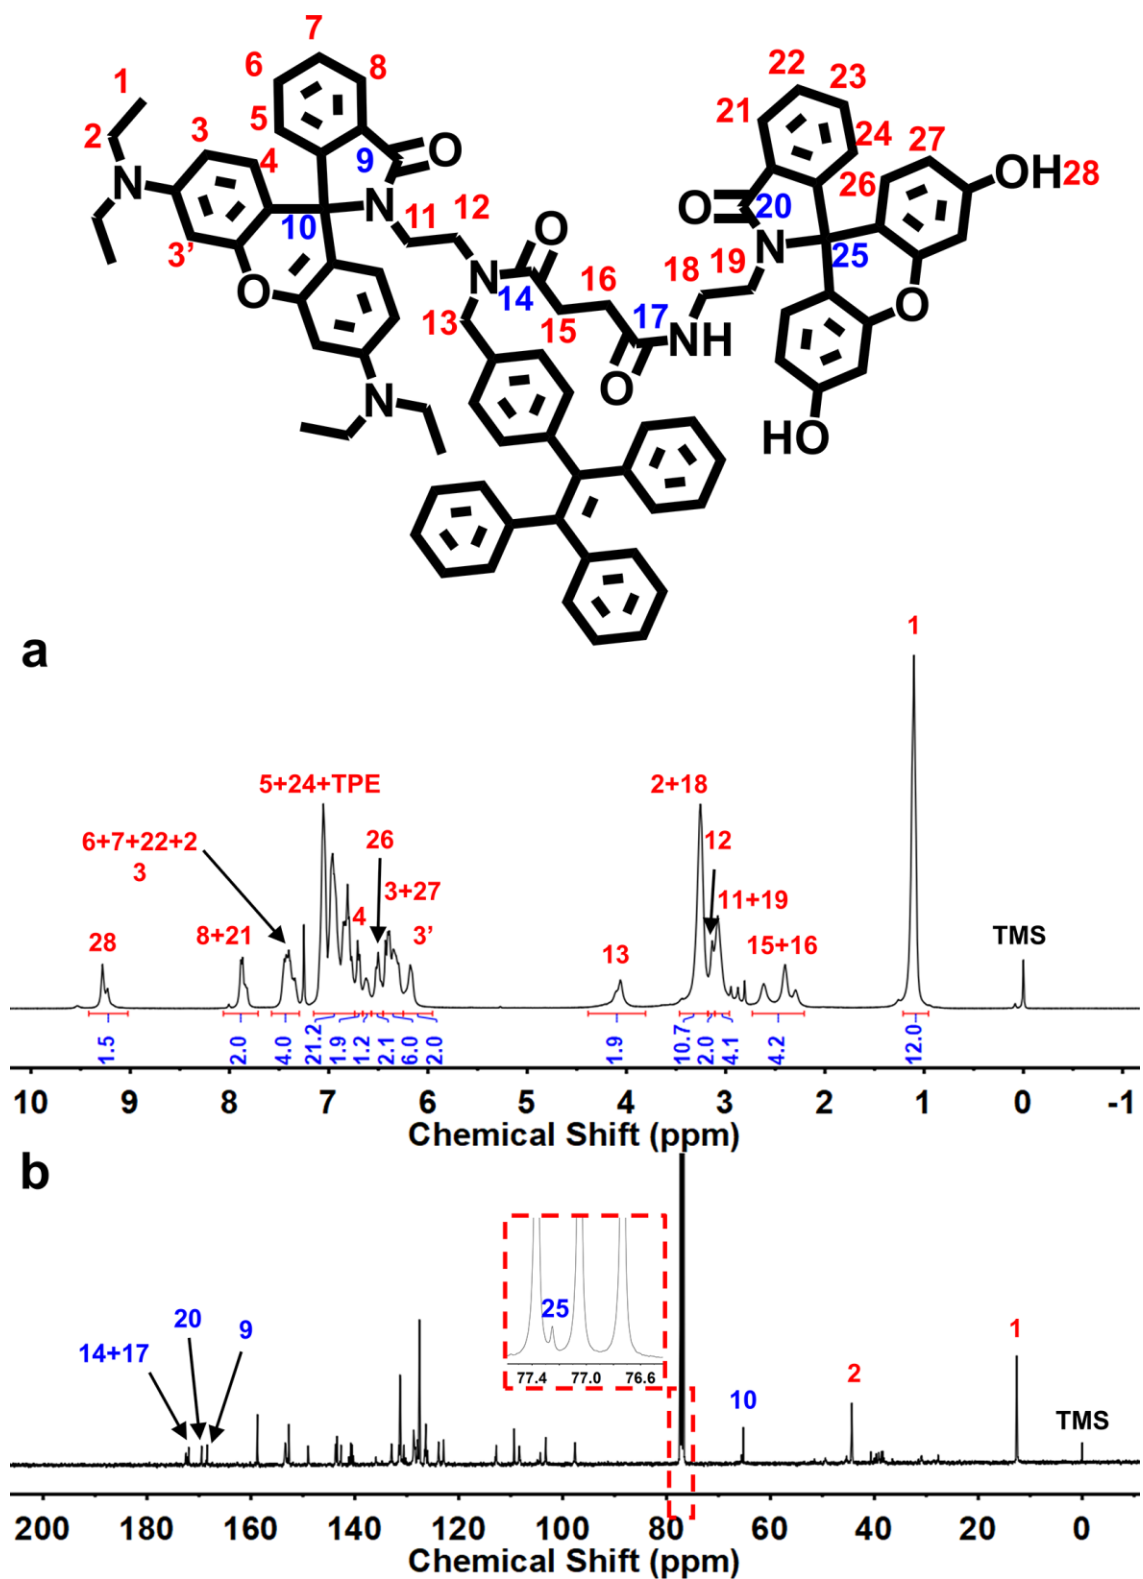 7
6
8
1
5
2
3
4
O
9
N
N
10
11
12
3'
O
N
22
23
21
24
27
26
OH
28
O
20
N
25
19
18
O
16
O
N
14
17
13
15
NH
O
N
HO
a
1
5+24+TPE
2+18
6+7+22+2
3
26
12
3+27
11+19
28
8+21
4
3'
13
15+16
TMS
1.5
2.0
4.0
21.2
1.9
1.2
2.1
6.0
2.0
1.9
10.7
2.0
4.1
4.2
12.0
10 9 8 7 6 5 4 3 2 1 0 -1
Chemical Shift (ppm)
b
25
77.4 77.0 76.6
20
9
14+17
10
2
1
TMS
200 180 160 140 120 100 80 60 40 20 0
Chemical Shift (ppm)